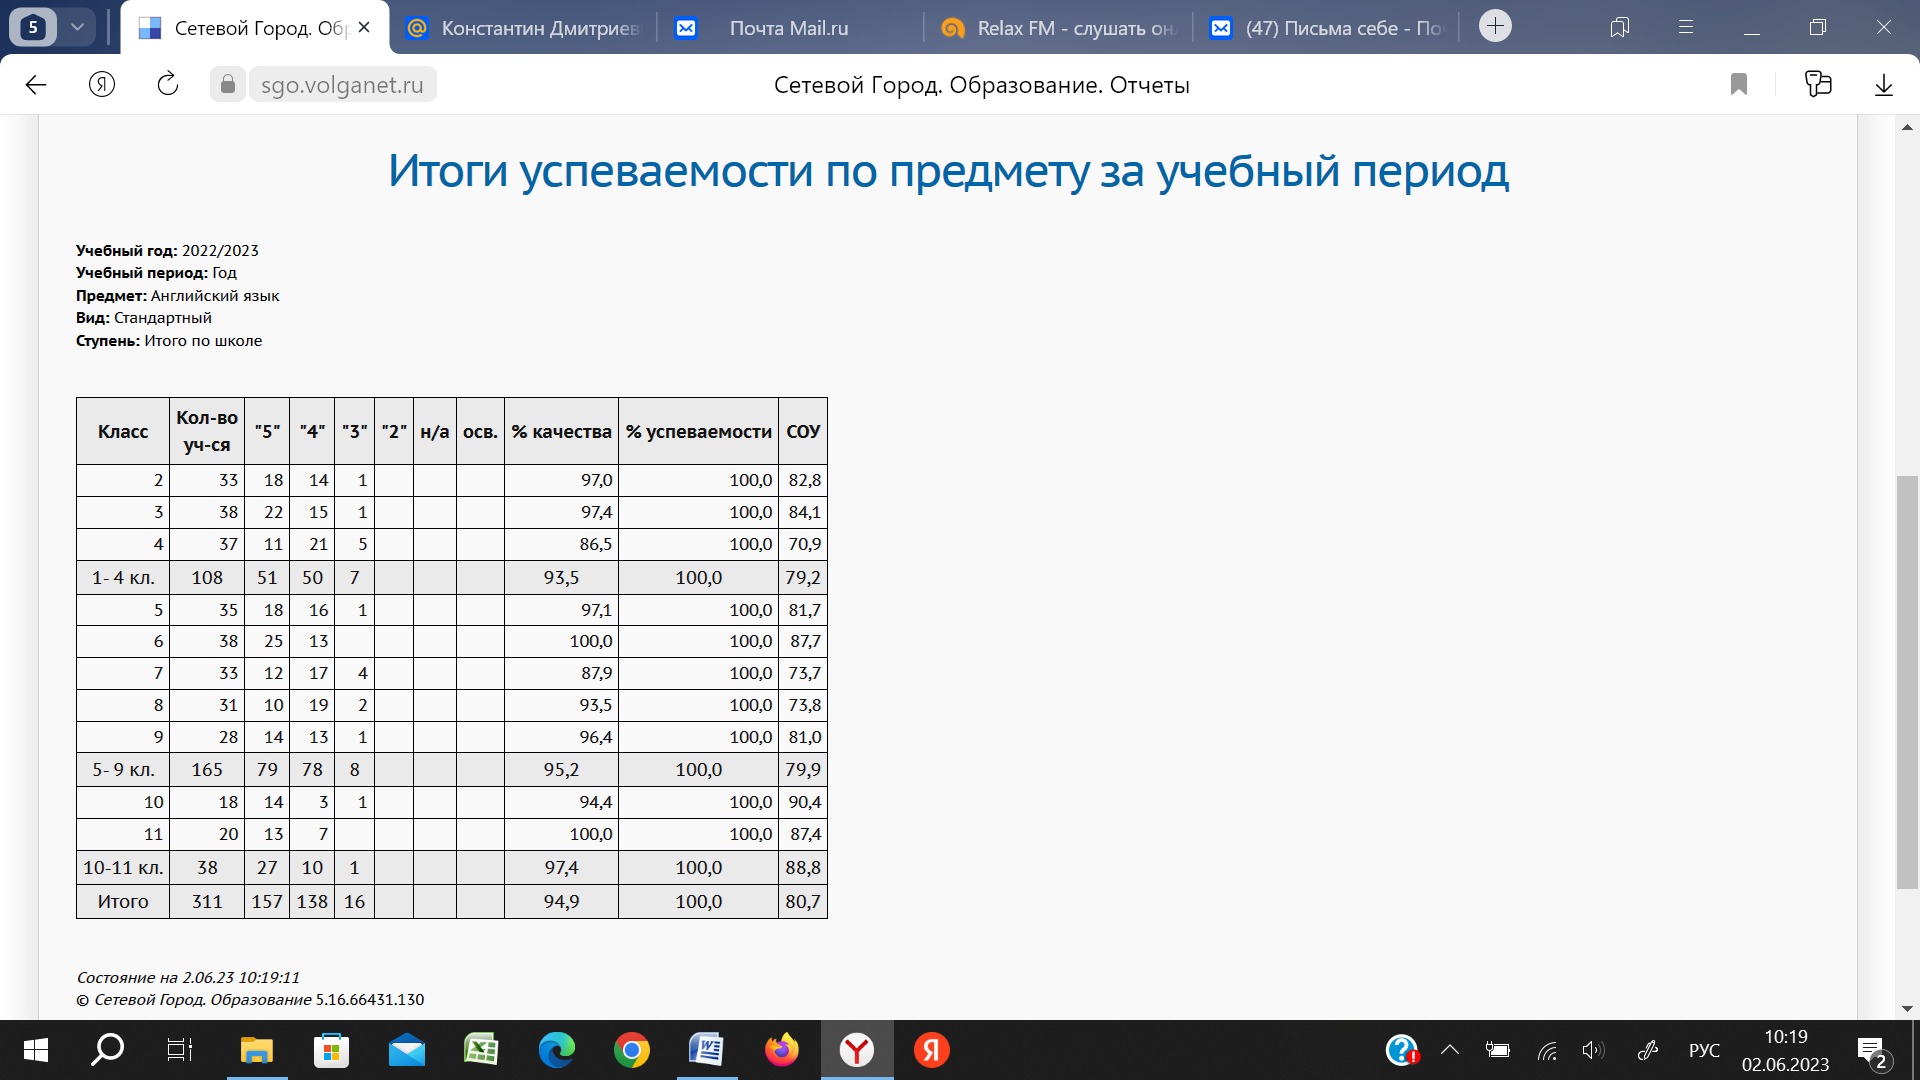 5
Сетевой Город. Обр
Константин Дмитриев
Почта Mail.ru
Relax FM - слушать он
(47) Письма себе - По
sgo.volganet.ru
Сетевой Город. Образование. Отчеты
Итоги успеваемости по предмету за учебный период
Учебный год: 2022/2023
Учебный период: Год
Предмет: Английский язык
Вид: Стандартный
Ступень: Итого по школе
Класс Кол-во уч-ся "5" "4" "3" "2" н/а осв. % качества % успеваемости СОУ
2 33 18 14 1 97,0 100,0 82,8
3 38 22 15 1 97,4 100,0 84,1
4 37 11 21 5 86,5 100,0 70,9
1- 4 кл. 108 51 50 7 93,5 100,0 79,2
5 35 18 16 1 97,1 100,0 81,7
6 38 25 13 100,0 100,0 87,7
7 33 12 17 4 87,9 100,0 73,7
8 31 10 19 2 93,5 100,0 73,8
9 28 14 13 1 96,4 100,0 81,0
5- 9 кл. 165 79 78 8 95,2 100,0 79,9
10 18 14 3 1 94,4 100,0 90,4
11 20 13 7 100,0 100,0 87,4
10-11 кл. 38 27 10 1 97,4 100,0 88,8
Итого 311 157 138 16 94,9 100,0 80,7
Состояние на 2.06.23 10:19:11
© Сетевой Город. Образование 5.16.66431.130
РУС
10:19
02.06.2023
2